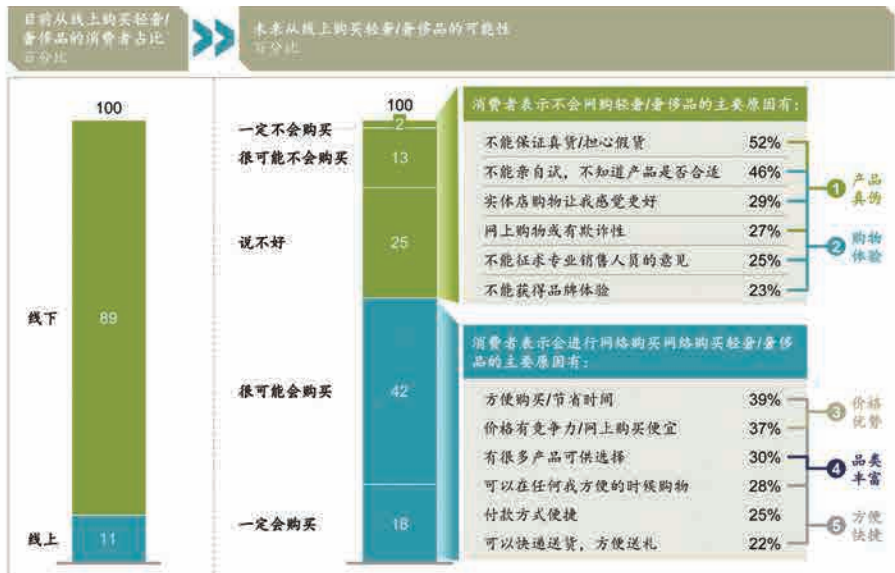 目前从线上购买轻奢/
奢侈品的消费者占比
百分比
未来从线上购买轻奢/奢侈品的可能性
百分比
100
89
11
线下
线上
100
一定不会购买
2
很可能不会购买
13
说不好
25
很可能会购买
42
一定会购买
18
消费者表示不会网购轻奢/奢侈品的主要原因有：
不能保证真货/担心假货 52%
不能亲自试，不知道产品是否合适 46%
实体店购物让我感觉更好 29%
网上购物或有欺诈性 27%
不能征求专业销售人员的意见 25%
不能获得品牌体验 23%
1 产品
真伪
2 购物
体验
消费者表示会进行网络购买网络购买轻奢/奢侈
品的主要原因有：
方便购买/节省时间 39%
价格有竞争力/网上购买便宜 37%
有很多产品可供选择 30%
可以在任何我方便的时候购物 28%
付款方式便捷 25%
可以快递送货，方便送礼 22%
3 价格
优势
4 品类
丰富
5 方便
快捷